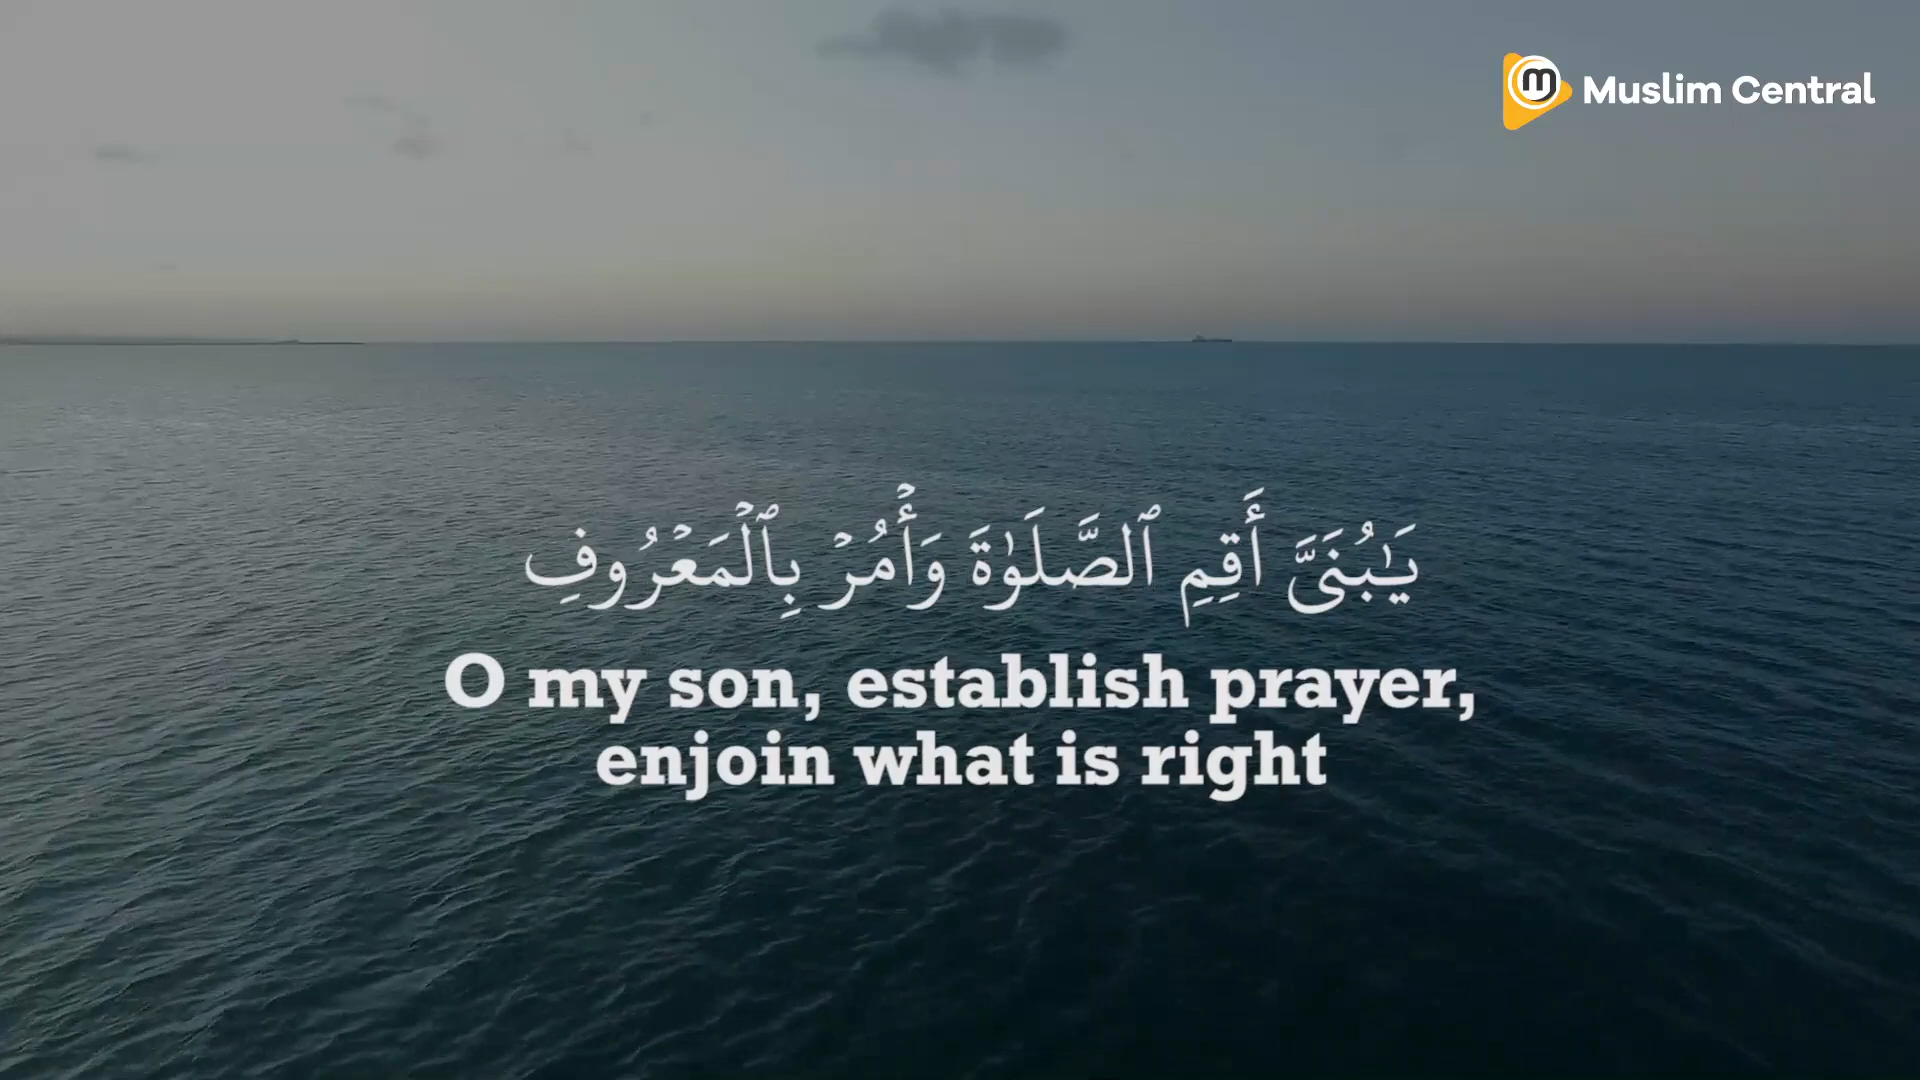 Muslim Central
يَـٰبُنَىَّ أَقِمِ ٱلصَّلَوٰةَ وَأْمُرْ بِٱلْمَعْرُوفِ
O my son, establish prayer,
enjoin what is right